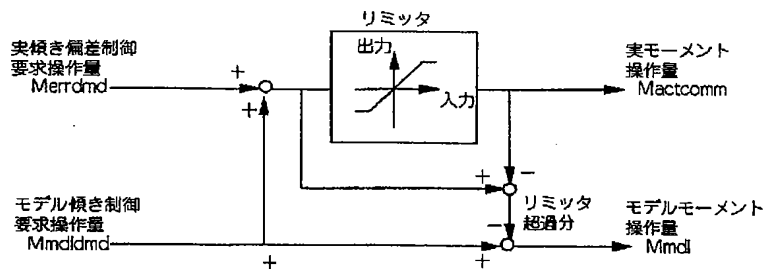 リミッタ
実傾き偏差制御
要求操作量
Merrdmd
+
+
出力
入力
実モーメント
操作量
Mactcomm
+
−
リミッタ
超過分
モデル傾き制御
要求操作量
Mmdldmd
+
−
+
モデルモーメント
操作量
Mmdl